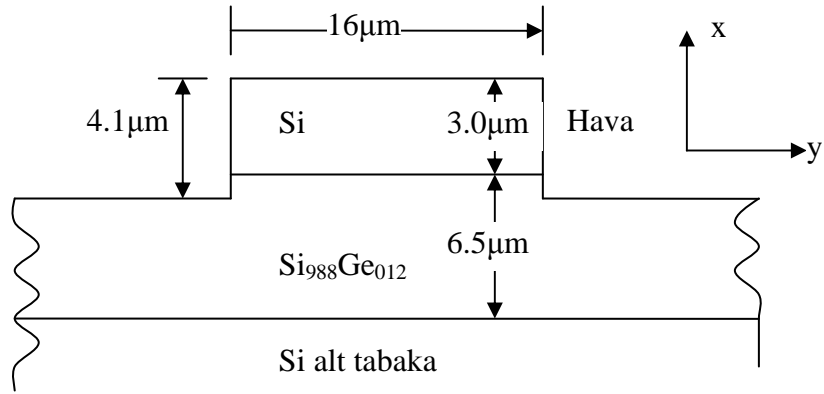 16μm
x
4.1μm
Si
3.0μm
Hava
y
6.5μm
Si₉₈₈Ge₀₁₂
Si alt tabaka